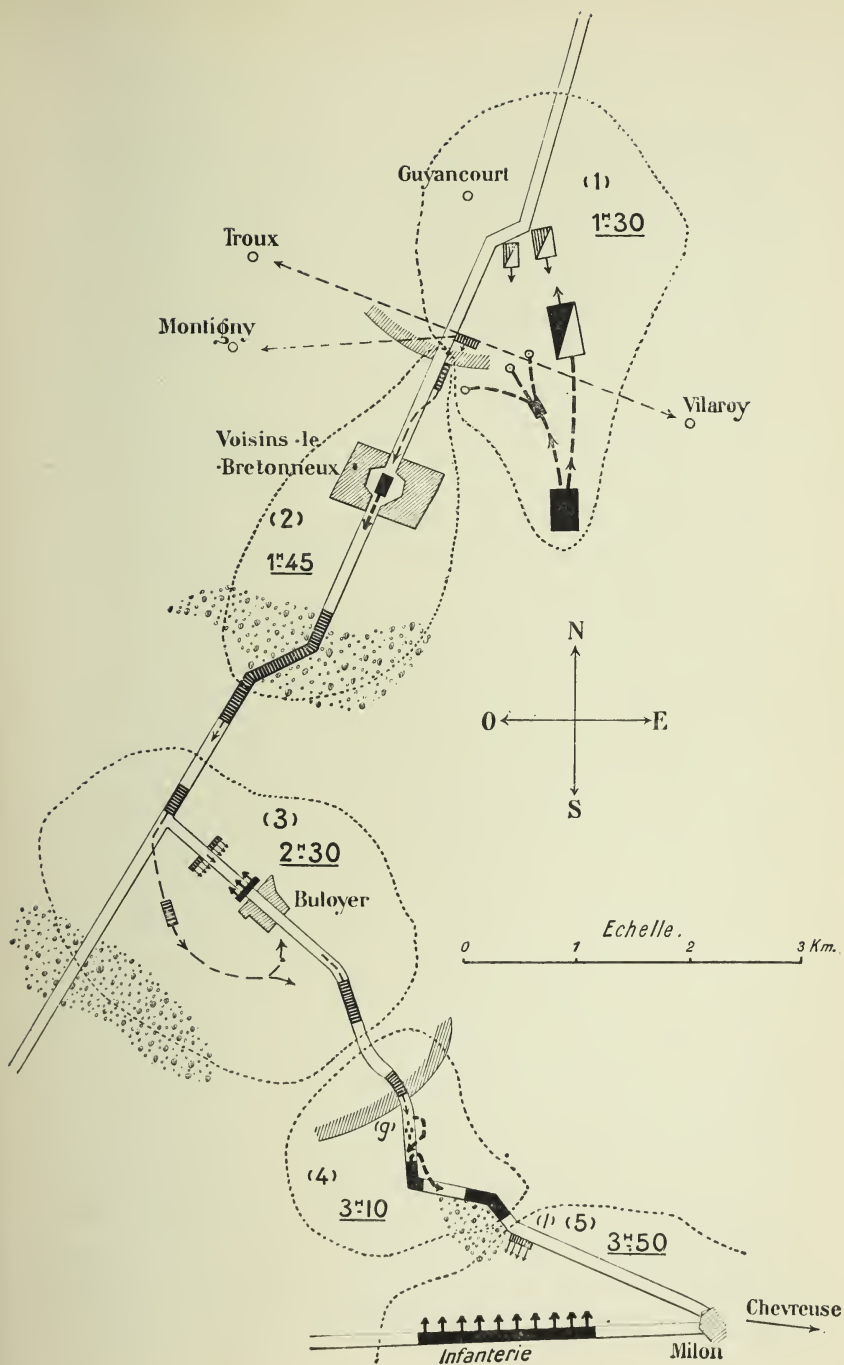 Guyancourt
(1)
1H30
Troux
Montigny
Vilaroy
Voisins-le-
-Bretonneux
(2)
1H45
N
O
E
S
(3)
2H30
Buloyer
Echelle.
0 1 2 3 Km.
(g)
(4)
3H10
(l) (5)
3H50
Chevreuse
Infanterie
Milon